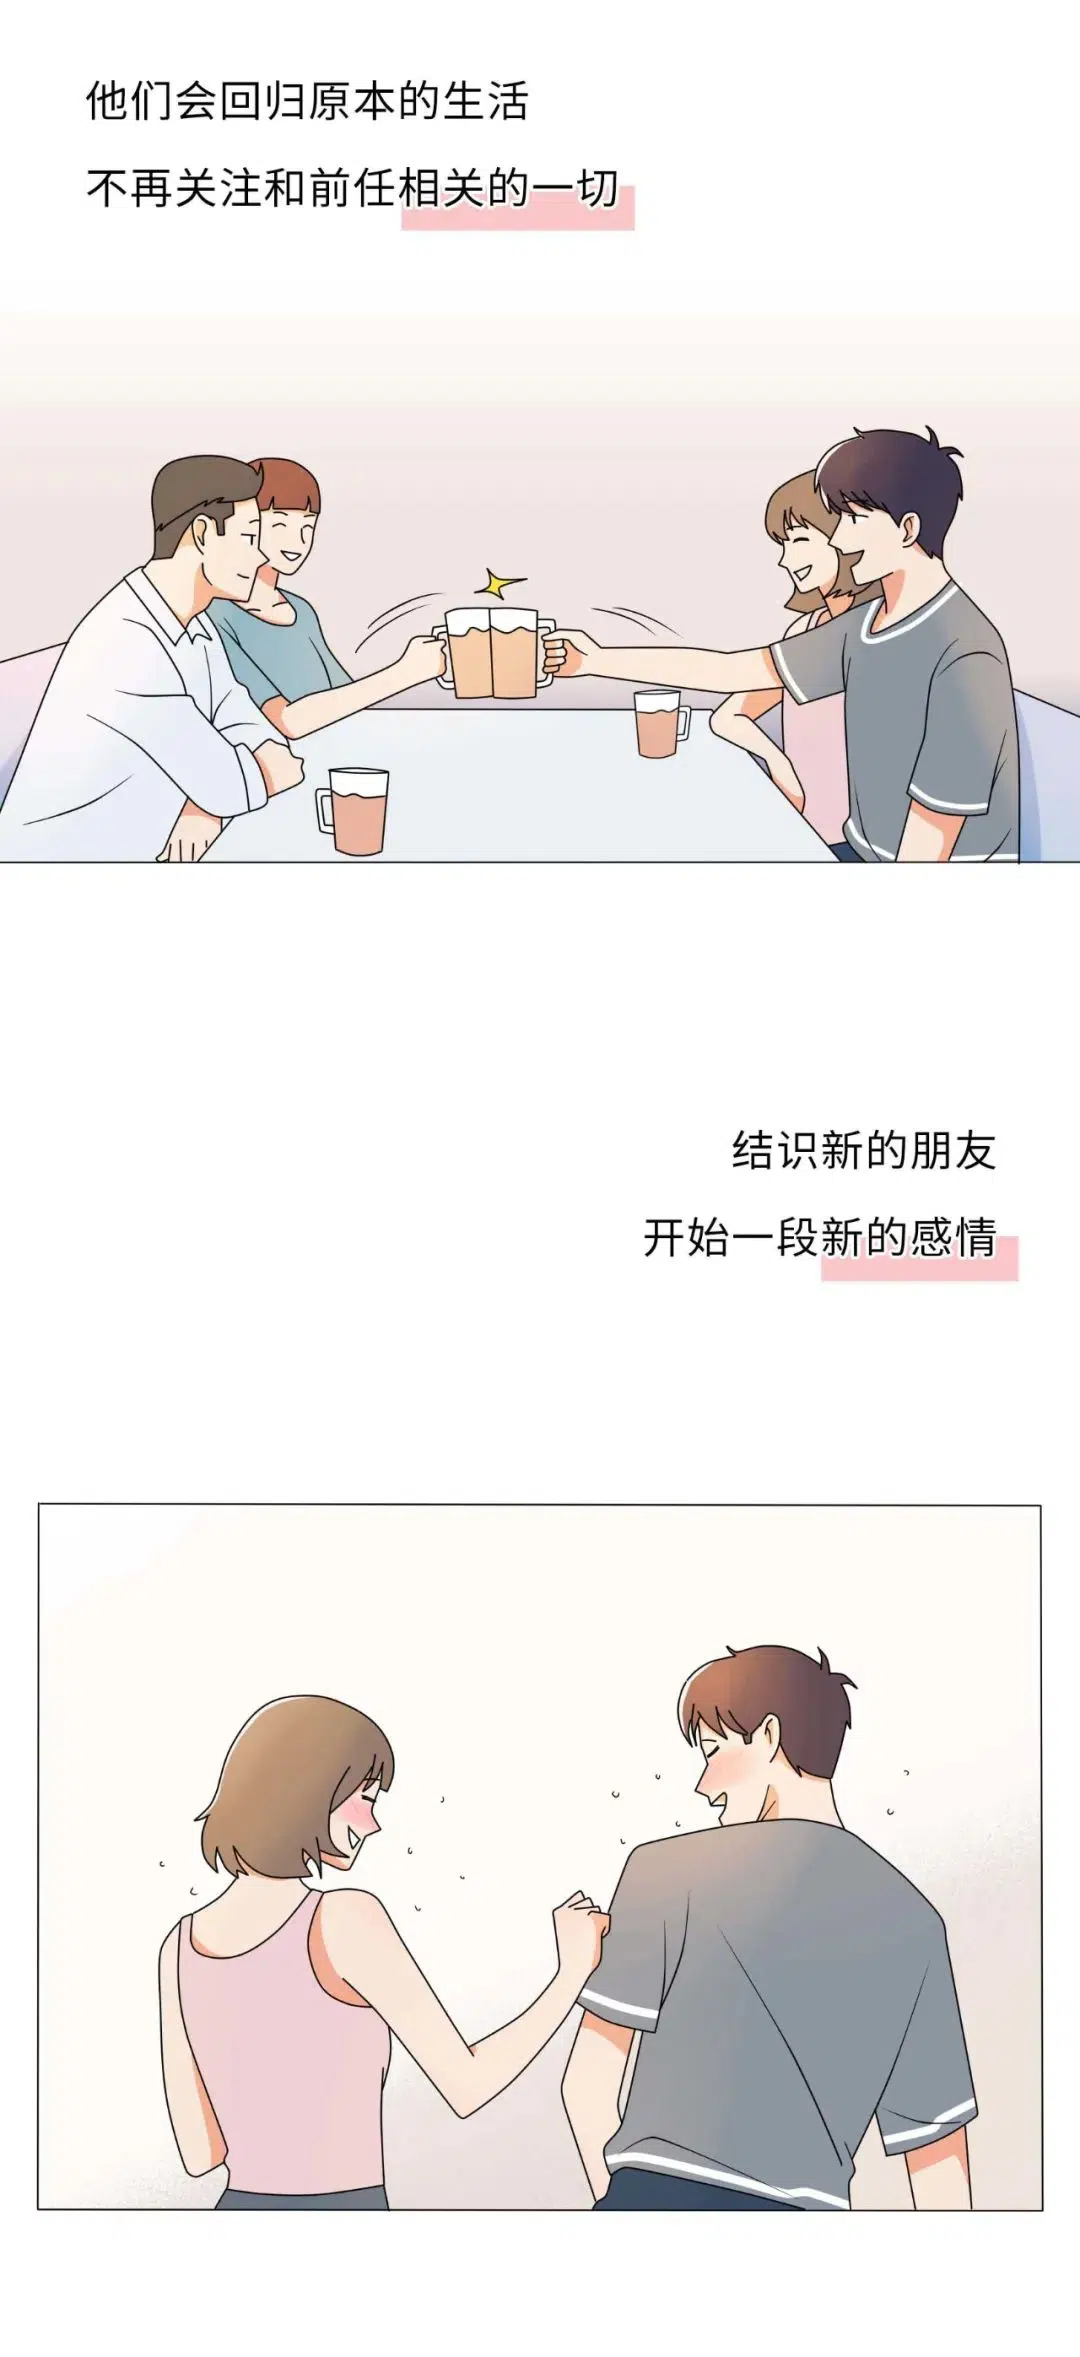 他们会回归原本的生活
不再关注和前任相关的一切
结识新的朋友
开始一段新的感情